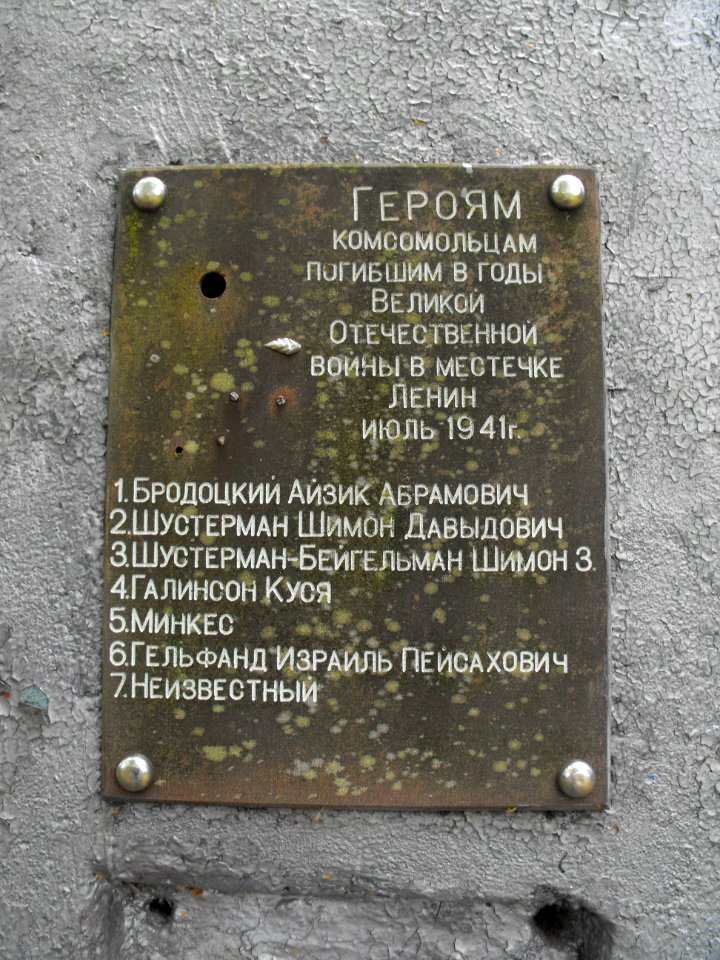 ГЕРОЯМ
КОМСОМОЛЬЦАМ
ПОГИБШИМ В ГОДЫ
ВЕЛИКОЙ
ОТЕЧЕСТВЕННОЙ
ВОЙНЫ В МЕСТЕЧКЕ
ЛЕНИН
ИЮЛЬ 1941г.
1. БРОДОЦКИЙ АЙЗИК АБРАМОВИЧ
2. ШУСТЕРМАН ШИМОН ДАВЫДОВИЧ
3. ШУСТЕРМАН-БЕЙГЕЛЬМАН ШИМОН З.
4. ГАЛИНСОН КУСЯ
5. МИНКЕС
6. ГЕЛЬФАНД ИЗРАИЛЬ ПЕЙСАХОВИЧ
7. НЕИЗВЕСТНЫЙ